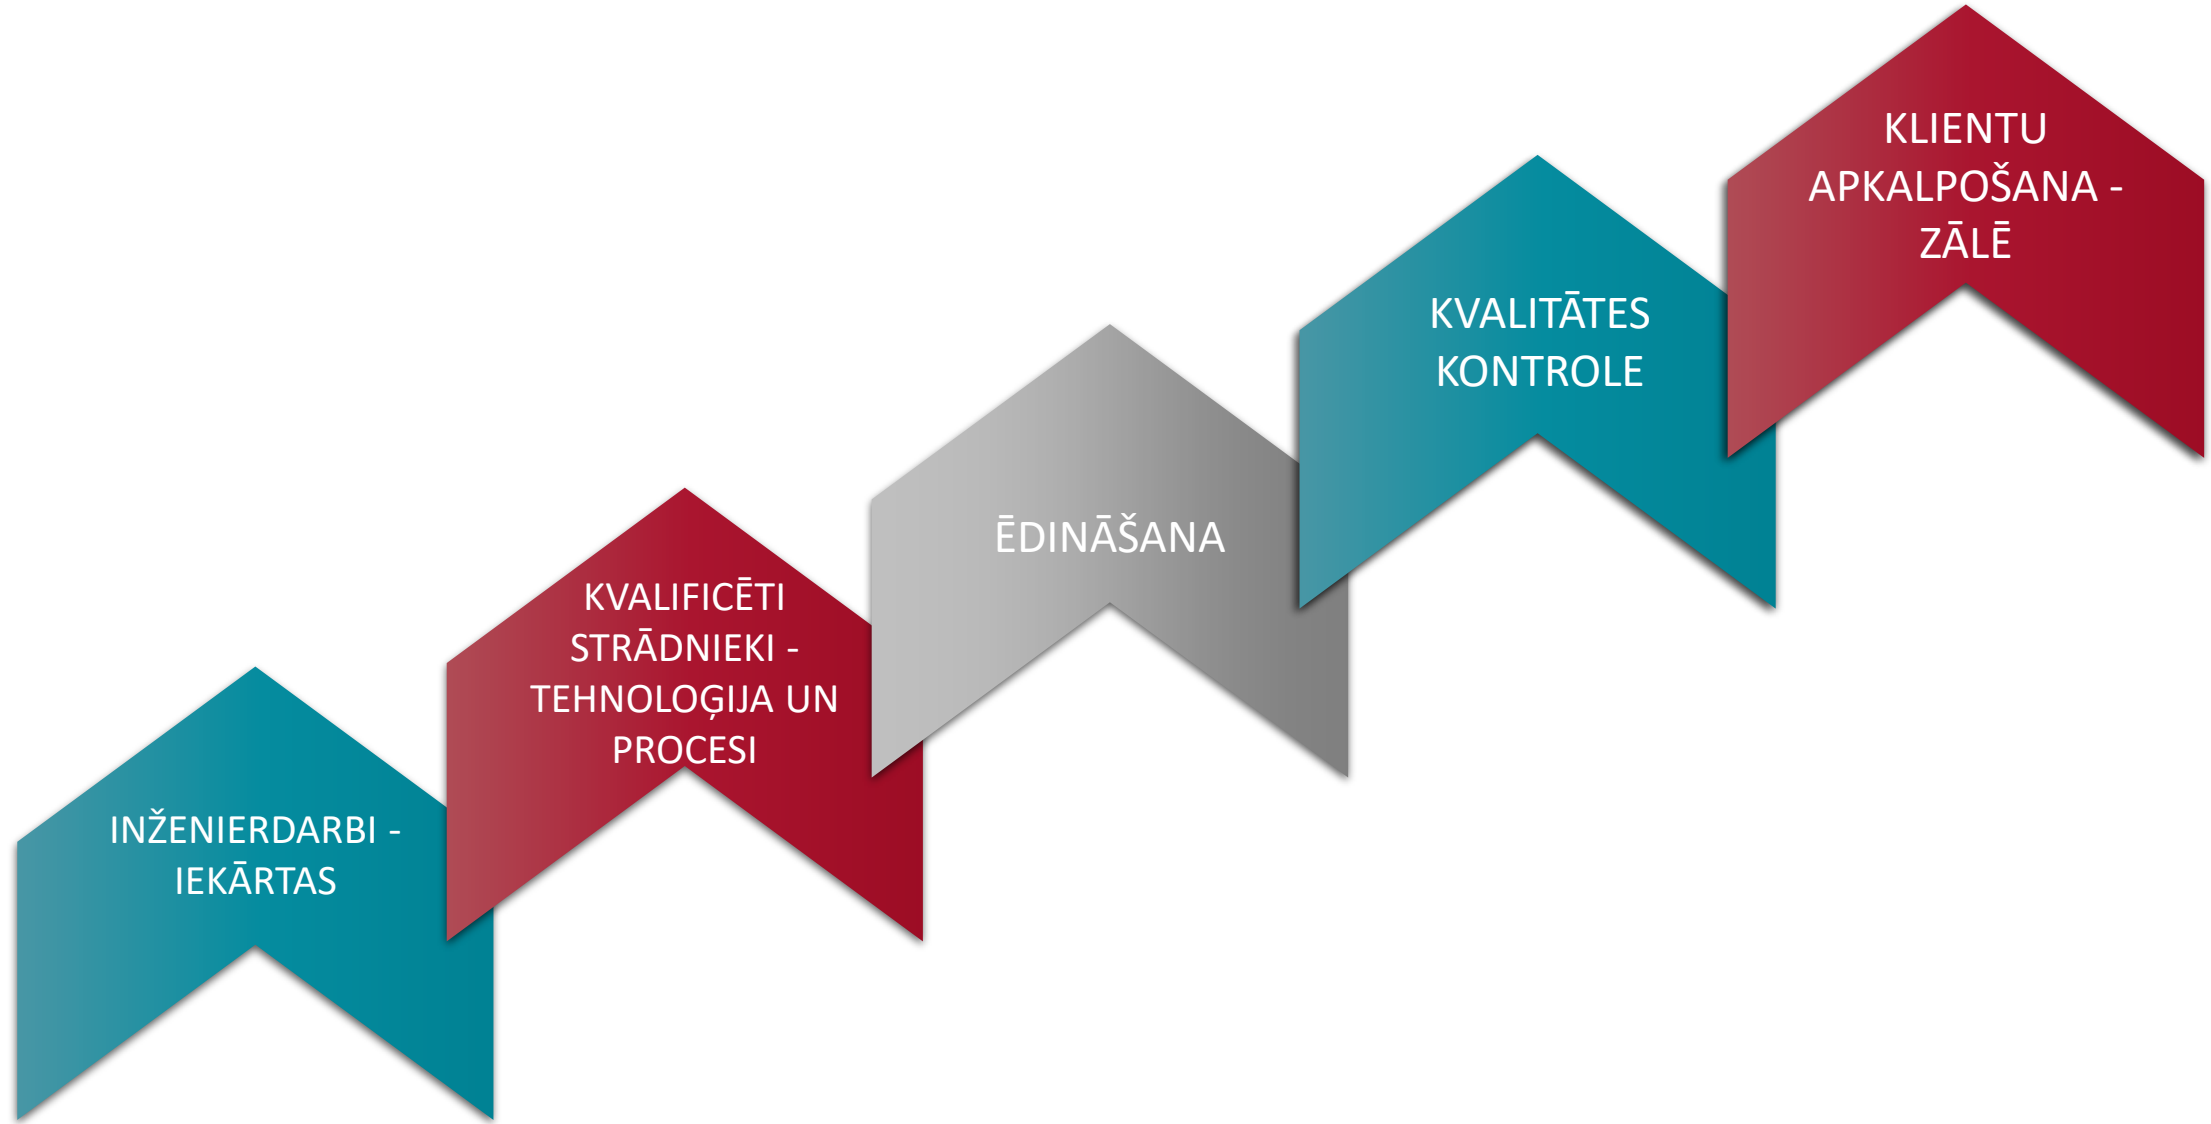 INŽENIERDARBI -
IEKĀRTAS
KVALIFICĒTI
STRĀDNIEKI -
TEHNOLOĢIJA UN
PROCESI
ĒDINĀŠANA
KVALITĀTES
KONTROLE
KLIENTU
APKALPOŠANA -
ZĀLĒ